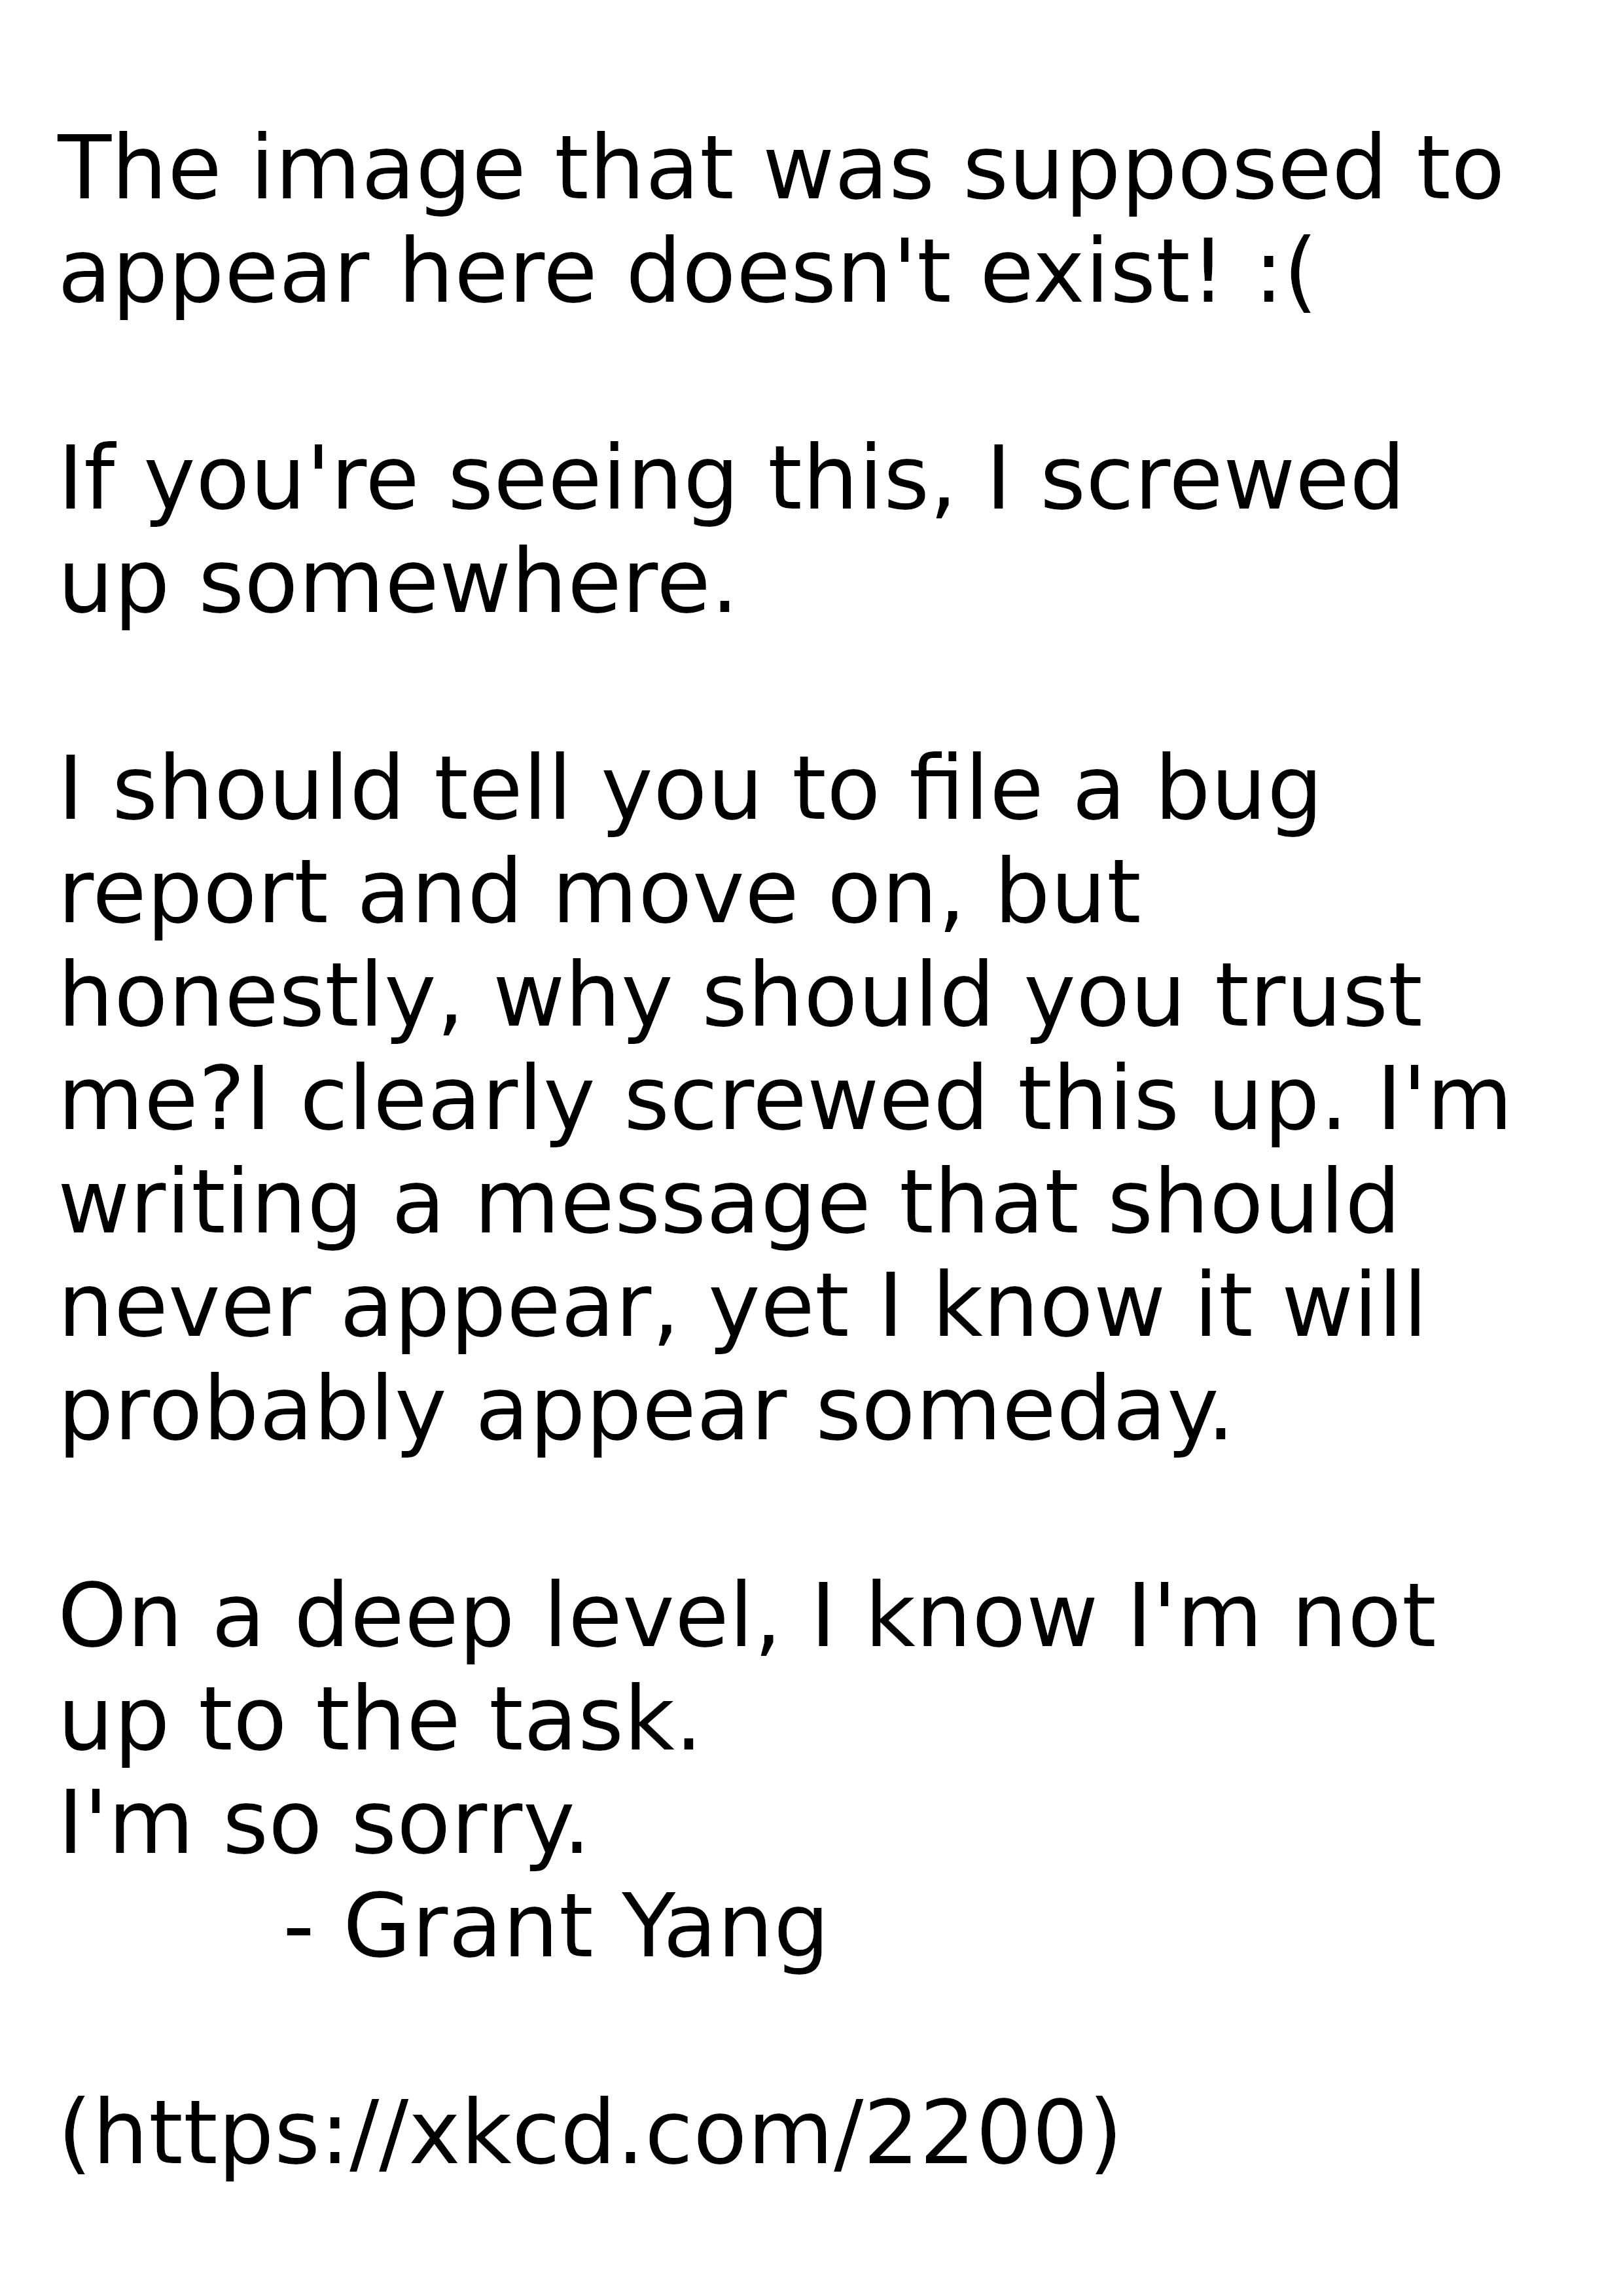 The image that was supposed to
appear here doesn't exist! :(
If you're seeing this, I screwed
up somewhere.
I should tell you to file a bug
report and move on, but
honestly, why should you trust
me?I clearly screwed this up. I'm
writing a message that should
never appear, yet I know it will
probably appear someday.
On a deep level, I know I'm not
up to the task.
I'm so sorry.
- Grant Yang
(https://xkcd.com/2200)